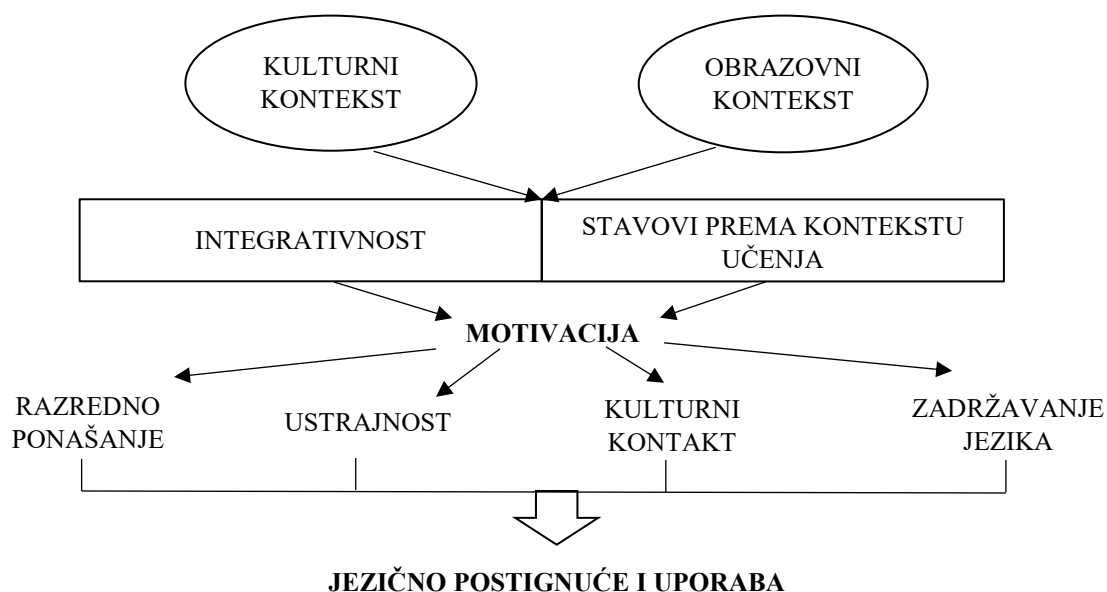 KULTURNI
KONTEKST
OBRAZOVNI
KONTEKST
INTEGRATIVNOST
STAVOVI PREMA KONTEKSTU
UČENJA
MOTIVACIJA
RAZREDNO
PONAŠANJE
USTRAJNOST
KULTURNI
KONTAKT
ZADRŽAVANJE
JEZIKA
JEZIČNO POSTIGNUĆE I UPORABA